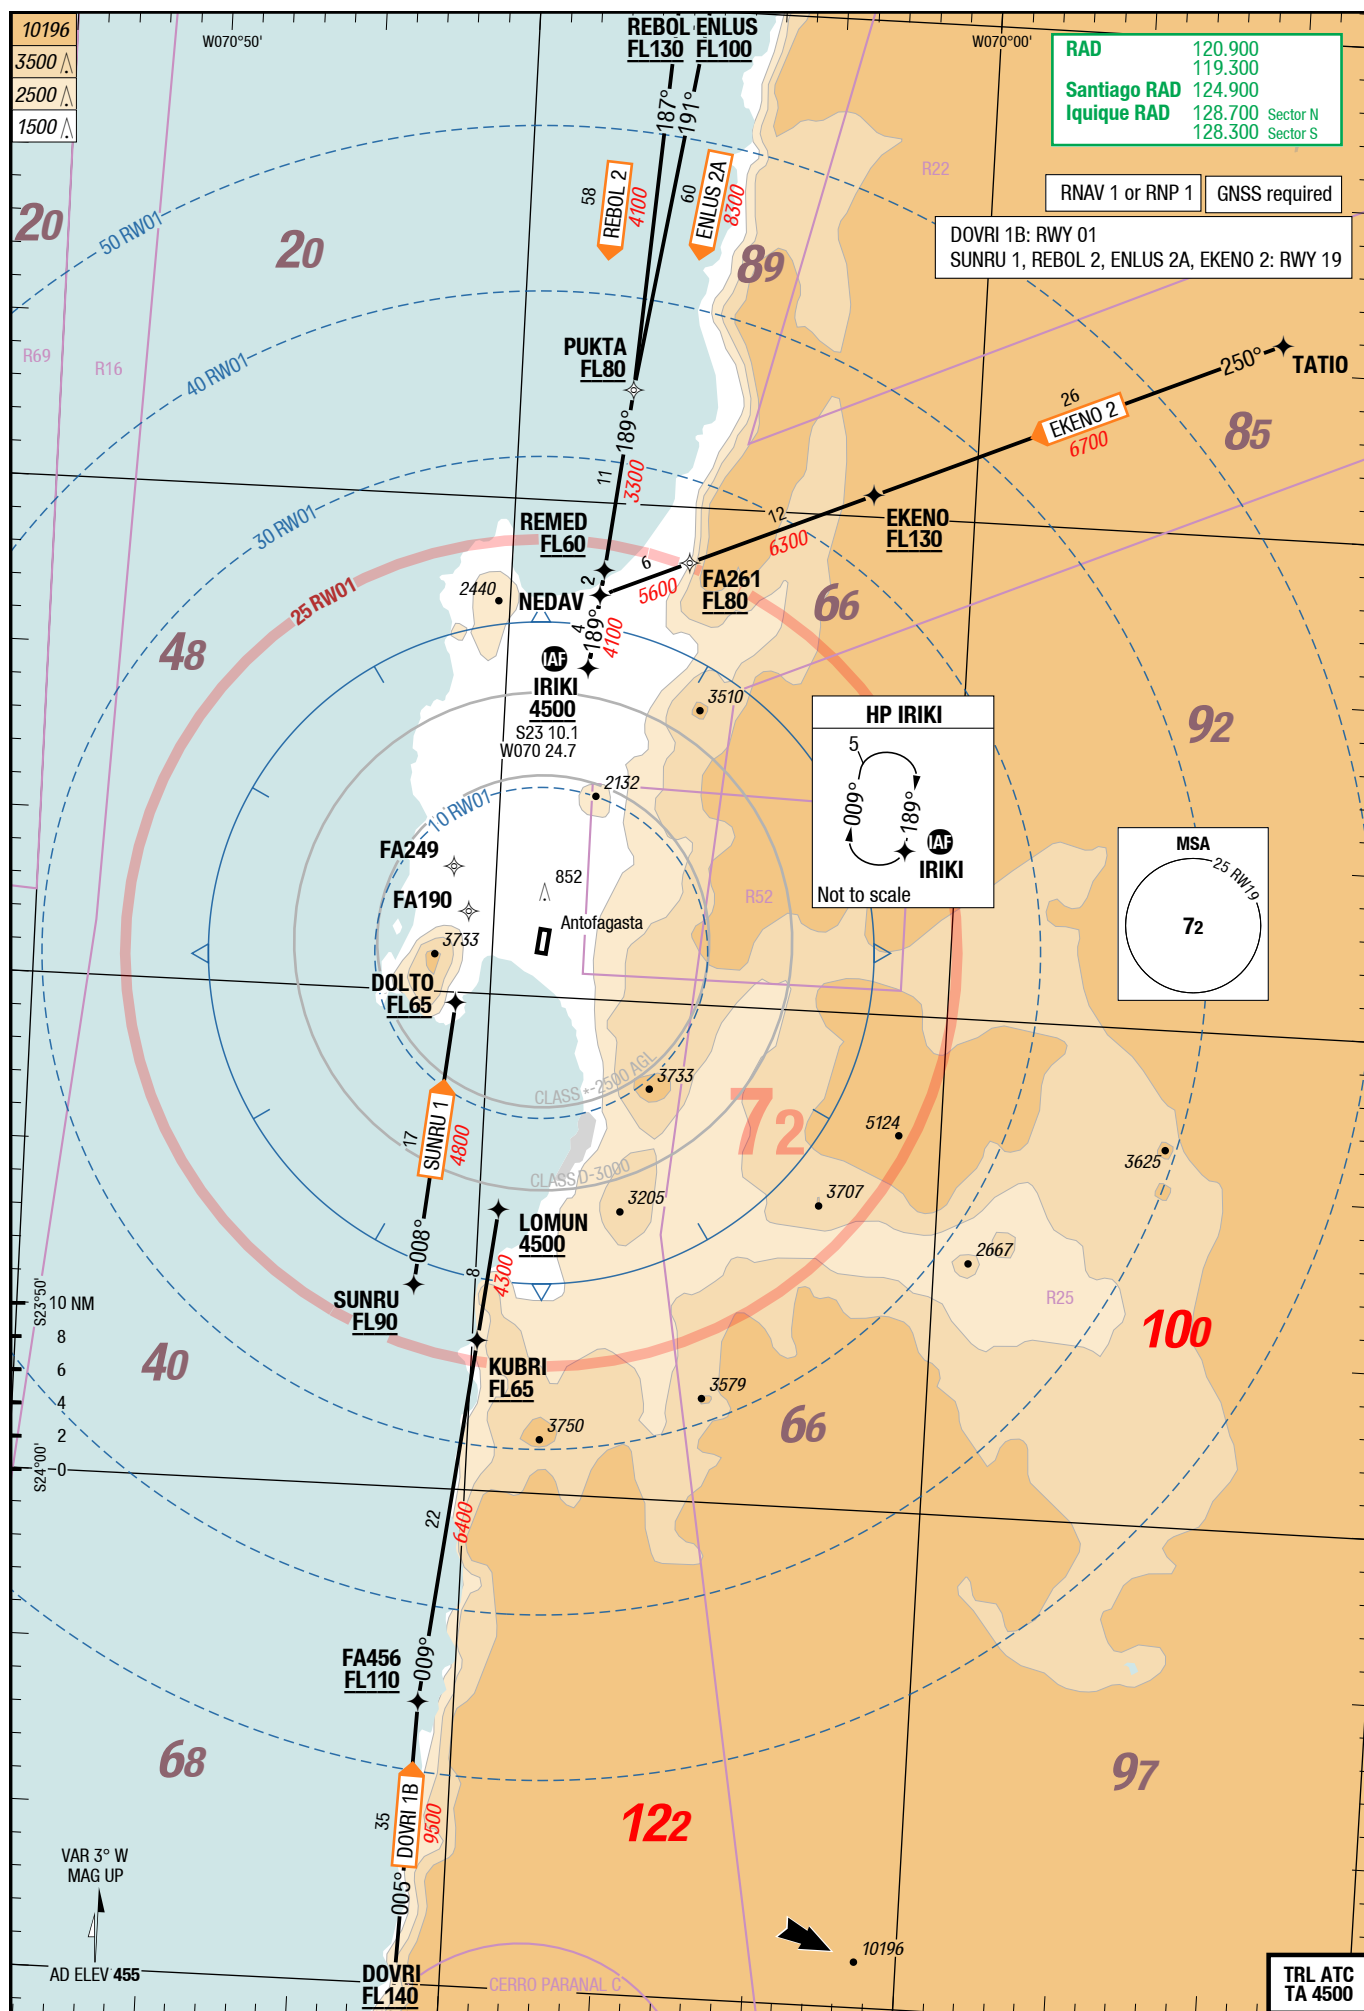 10196
3500
2500
1500
W070°50'
REBOL
FL130
ENLUS
FL100
W070°00'
RAD 120.900
119.300
Santiago RAD 124.900
Iquique RAD 128.700 Sector N
128.300 Sector S
187°
191°
R22
RNAV 1 or RNP 1
GNSS required
58
REBOL 2
4100
60
ENLUS 2A
8300
DOVRI 1B: RWY 01
SUNRU 1, REBOL 2, ENLUS 2A, EKENO 2: RWY 19
20
50 RW01
20
89
R69
R16
40 RW01
PUKTA
FL80
250°
TATIO
26
EKENO 2
6700
85
189°
11
3300
30 RW01
REMED
FL60
12
6300
EKENO
FL130
25 RW01
2440
NEDAV
2
6
5600
FA261
FL80
66
48
4
189°
4100
IAF
IRIKI
4500
S23 10.1
W070 24.7
3510
92
HP IRIKI
5
009°
189°
IAF
IRIKI
Not to scale
2132
10 RW01
FA249
FA190
852
Antofagasta
R52
MSA
25 RW19
72
3733
DOLTO
FL65
CLASS *-2500 AGL
3733
72
5124
3625
17
SUNRU 1
4800
CLASS D-3000
3205
3707
008°
LOMUN
4500
2667
8
4300
SUNRU
FL90
R25
100
S23°50'
10 NM
8
6
4
2
0
S24°00'
40
KUBRI
FL65
3579
3750
66
22
6400
FA456
FL110
009°
68
97
35
DOVRI 1B
9500
122
VAR 3° W
MAG UP
005°
10196
AD ELEV 455
DOVRI
FL140
CERRO PARANAL C
TRL ATC
TA 4500